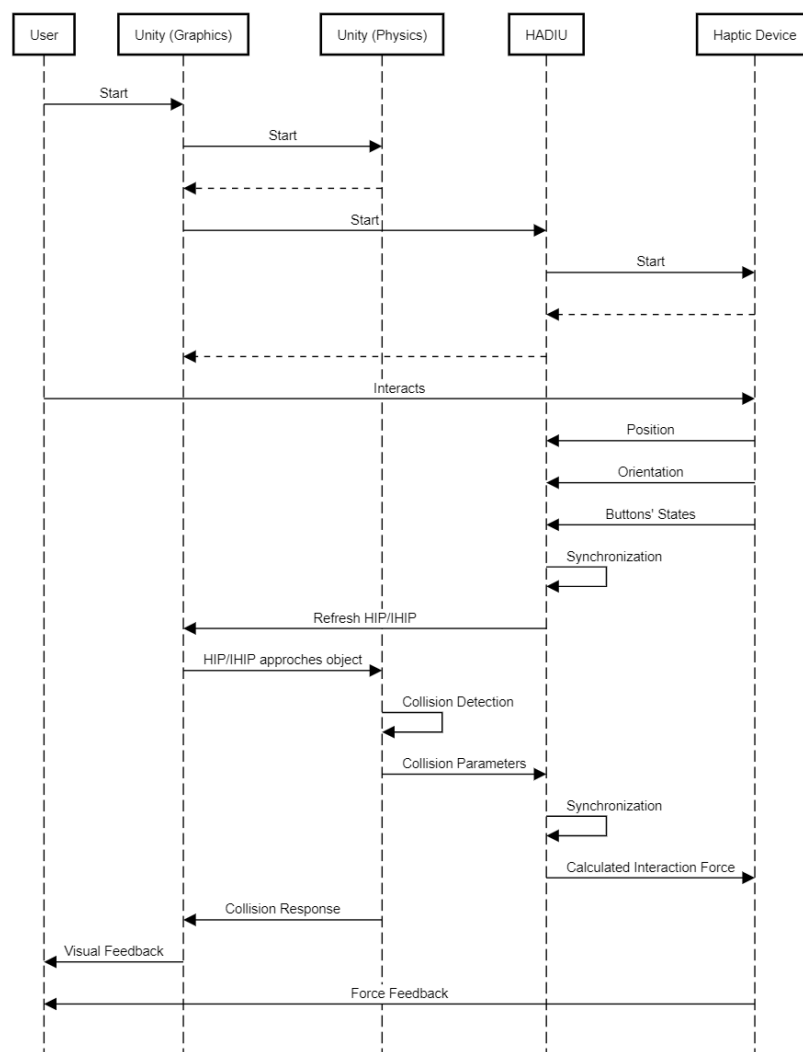 User
Unity (Graphics)
Unity (Physics)
HADIU
Haptic Device
Start
Start
Start
Start
Interacts
Position
Orientation
Buttons' States
Synchronization
Refresh HIP/IHIP
HIP/IHIP approches object
Collision Detection
Collision Parameters
Synchronization
Calculated Interaction Force
Collision Response
Visual Feedback
Force Feedback